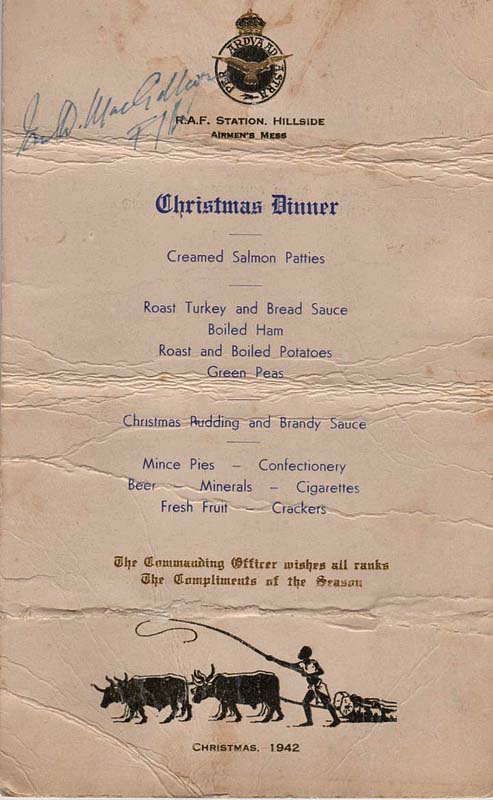 PER ARDVA AD ASTRA
R.A.F. STATION, HILLSIDE
AIRMEN'S MESS
Christmas Dinner
Creamed Salmon Patties
Roast Turkey and Bread Sauce
Boiled Ham
Roast and Boiled Potatoes
Green Peas
Christmas Pudding and Brandy Sauce
Mince Pies – Confectionery
Beer – Minerals – Cigarettes
Fresh Fruit – Crackers
The Commanding Officer wishes all ranks
The Compliments of the Season
CHRISTMAS, 1942